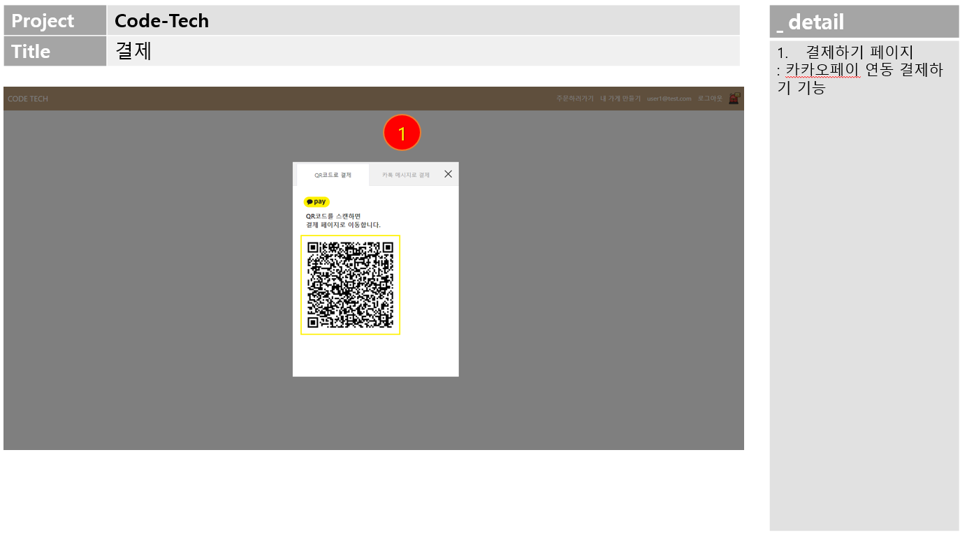 Project
Code-Tech
Title
결제
_ detail
1. 결제하기 페이지
: 카카오페이 연동 결제하
기 기능
CODE TECH
주문하러가기 내 가게 만들기 user1@test.com 로그아웃
1
QR코드로 결제
카톡 메시지로 결제
pay
QR코드를 스캔하면
결제 페이지로 이동합니다.